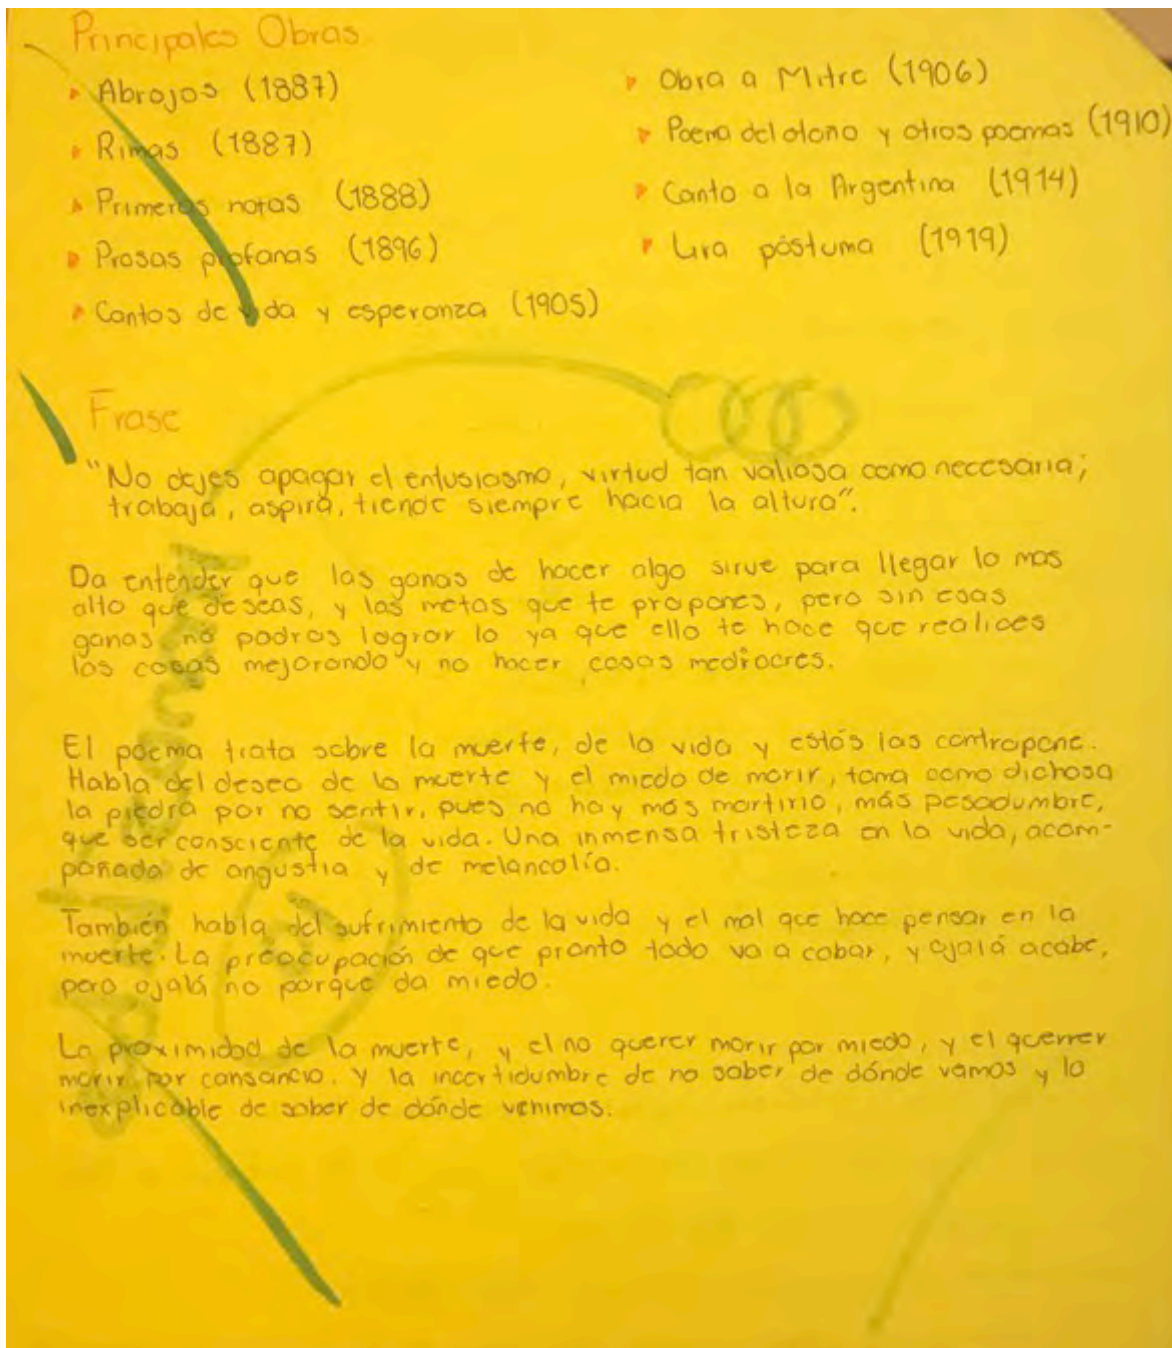 Principales Obras
▸ Abrojos (1887)
▸ Rimas (1887)
▸ Primeras notas (1888)
▸ Prosas profanas (1896)
▸ Cantos de vida y esperanza (1905)
▸ Obra a Mitre (1906)
▸ Poema del otono y otros poemas (1910)
▸ Canto a la Argentina (1914)
▸ Lira póstuma (1919)
Frase
"No dejes apagar el entusiasmo, virtud tan valiosa como necesaria;
trabaja, aspira, tiende siempre hacia la altura".
Da entender que las ganas de hacer algo sirve para llegar lo mas
alto que deseas, y las metas que te propones, pero sin esas
ganas no podras lograr lo ya que ello te hace que realices
las cosas mejorando y no hacer cosas mediocres.
El poema trata sobre la muerte, de la vida y estós las contrapone.
Habla del deseo de la muerte y el miedo de morir, toma como dichosa
la piedra por no sentir, pues no hay más martirio, más pesadumbre,
que ser consciente de la vida. Una inmensa tristeza en la vida, acom-
pañada de angustia y de melancolía.
También habla del sufrimiento de la vida y el mal que hace pensar en la
muerte. La preocupación de que pronto todo va a cobar, y ojalá acabe,
pero ojalá no porque da miedo.
La proximidad de la muerte, y el no querer morir por miedo, y el querrer
morir por cansancio. Y la incertidumbre de no saber de dónde vamos y lo
inexplicable de saber de dónde venimos.